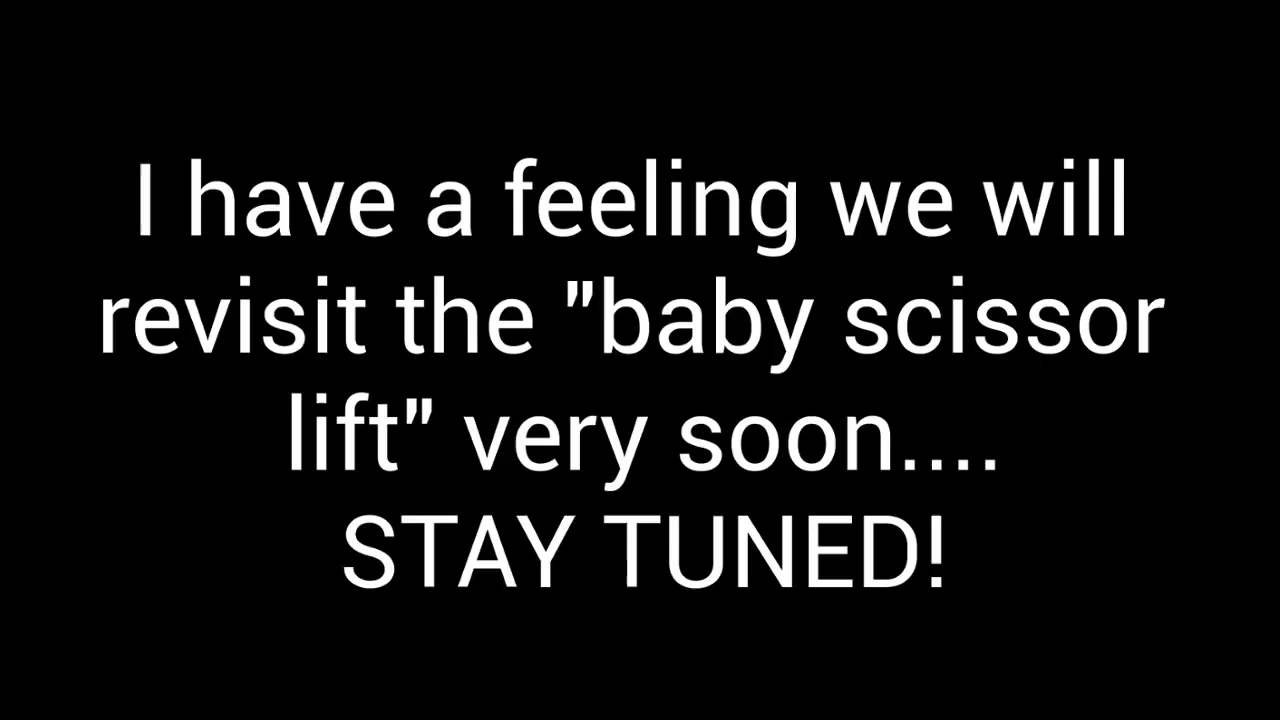 I have a feeling we will
revisit the "baby scissor
lift" very soon....
STAY TUNED!